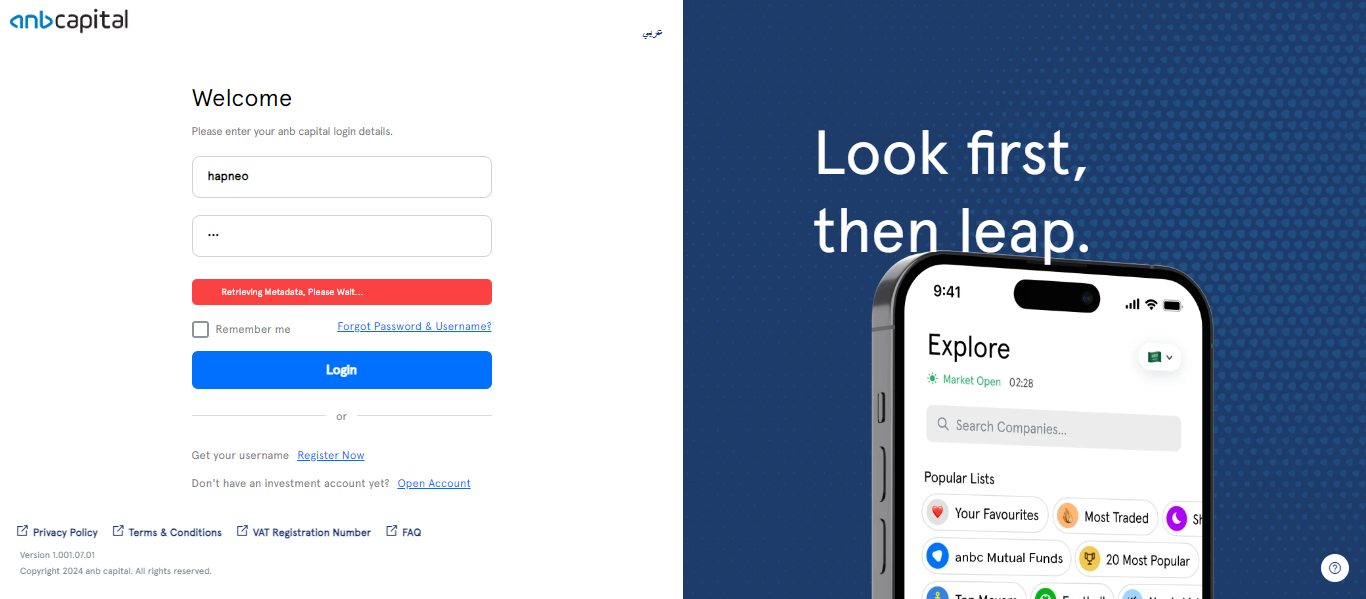 anbcapital
عربي
Welcome
Please enter your anb capital login details.
hapneo
...
Retrieving Metadata, Please Wait...
Remember me
Forgot Password & Username?
Login
or
Get your username Register Now
Don't have an investment account yet? Open Account
Privacy Policy Terms & Conditions VAT Registration Number FAQ
Version 1.001.07.01
Copyright 2024 anb capital. All rights reserved.
Look first,
then leap.
9:41
Explore
Market Open 02:28
Search Companies...
Popular Lists
Your Favourites Most Traded
anbc Mutual Funds 20 Most Popular